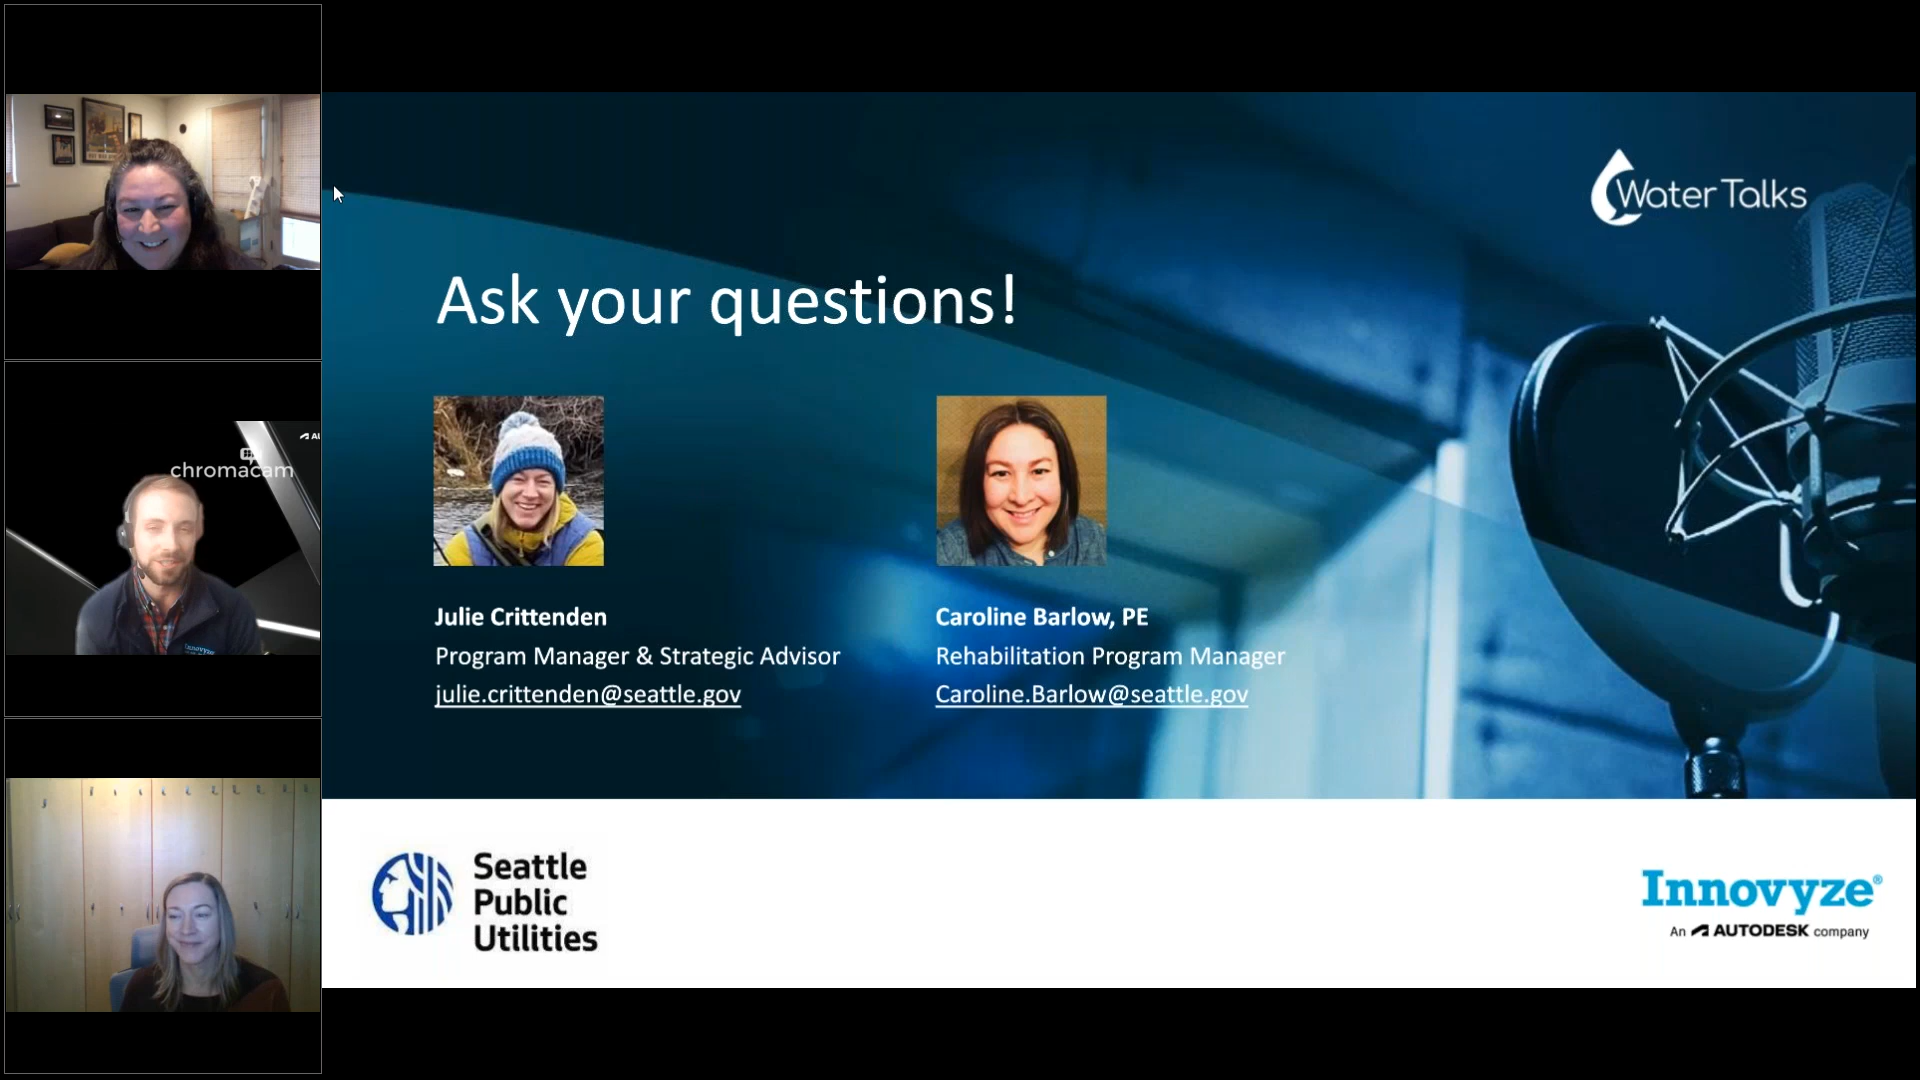 chromacam
Innovyze
Water Talks
Ask your questions!
Julie Crittenden
Program Manager & Strategic Advisor
julie.crittenden@seattle.gov
Caroline Barlow, PE
Rehabilitation Program Manager
Caroline.Barlow@seattle.gov
Seattle
Public
Utilities
Innovyze®
An AUTODESK company